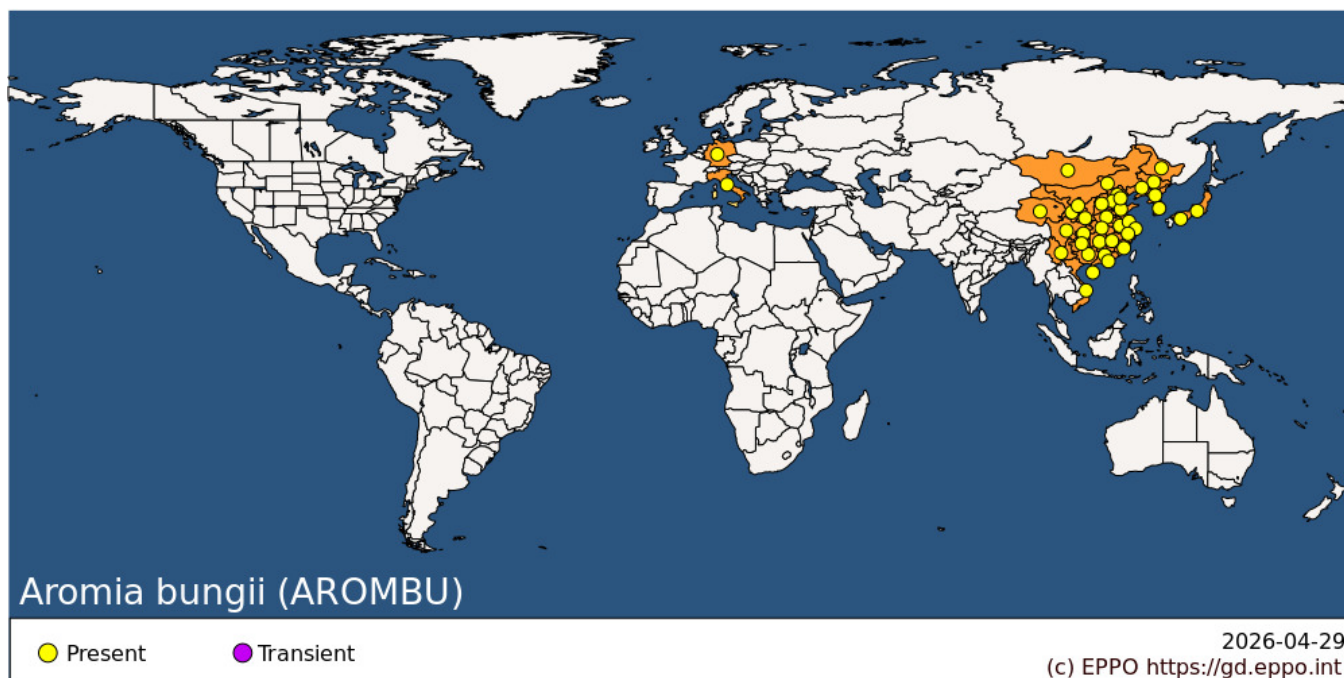 Aromia bungii (AROMBU)
Present
Transient
2026-04-29
(c) EPPO https://gd.eppo.int